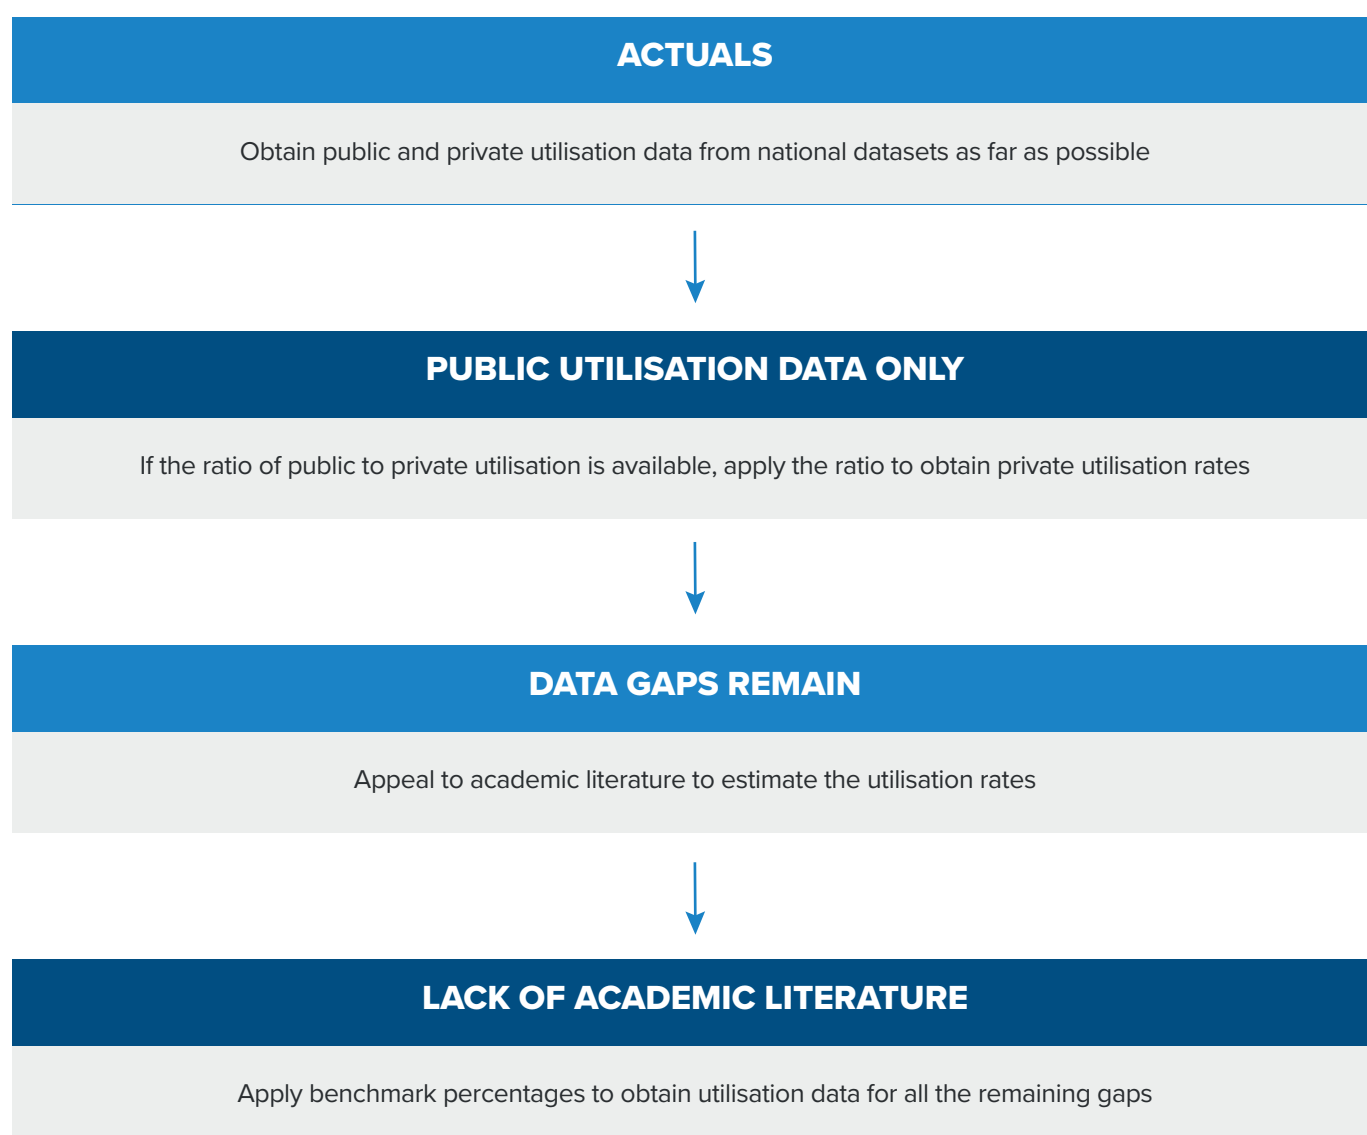 ACTUALS
Obtain public and private utilisation data from national datasets as far as possible
PUBLIC UTILISATION DATA ONLY
If the ratio of public to private utilisation is available, apply the ratio to obtain private utilisation rates
DATA GAPS REMAIN
Appeal to academic literature to estimate the utilisation rates
LACK OF ACADEMIC LITERATURE
Apply benchmark percentages to obtain utilisation data for all the remaining gaps